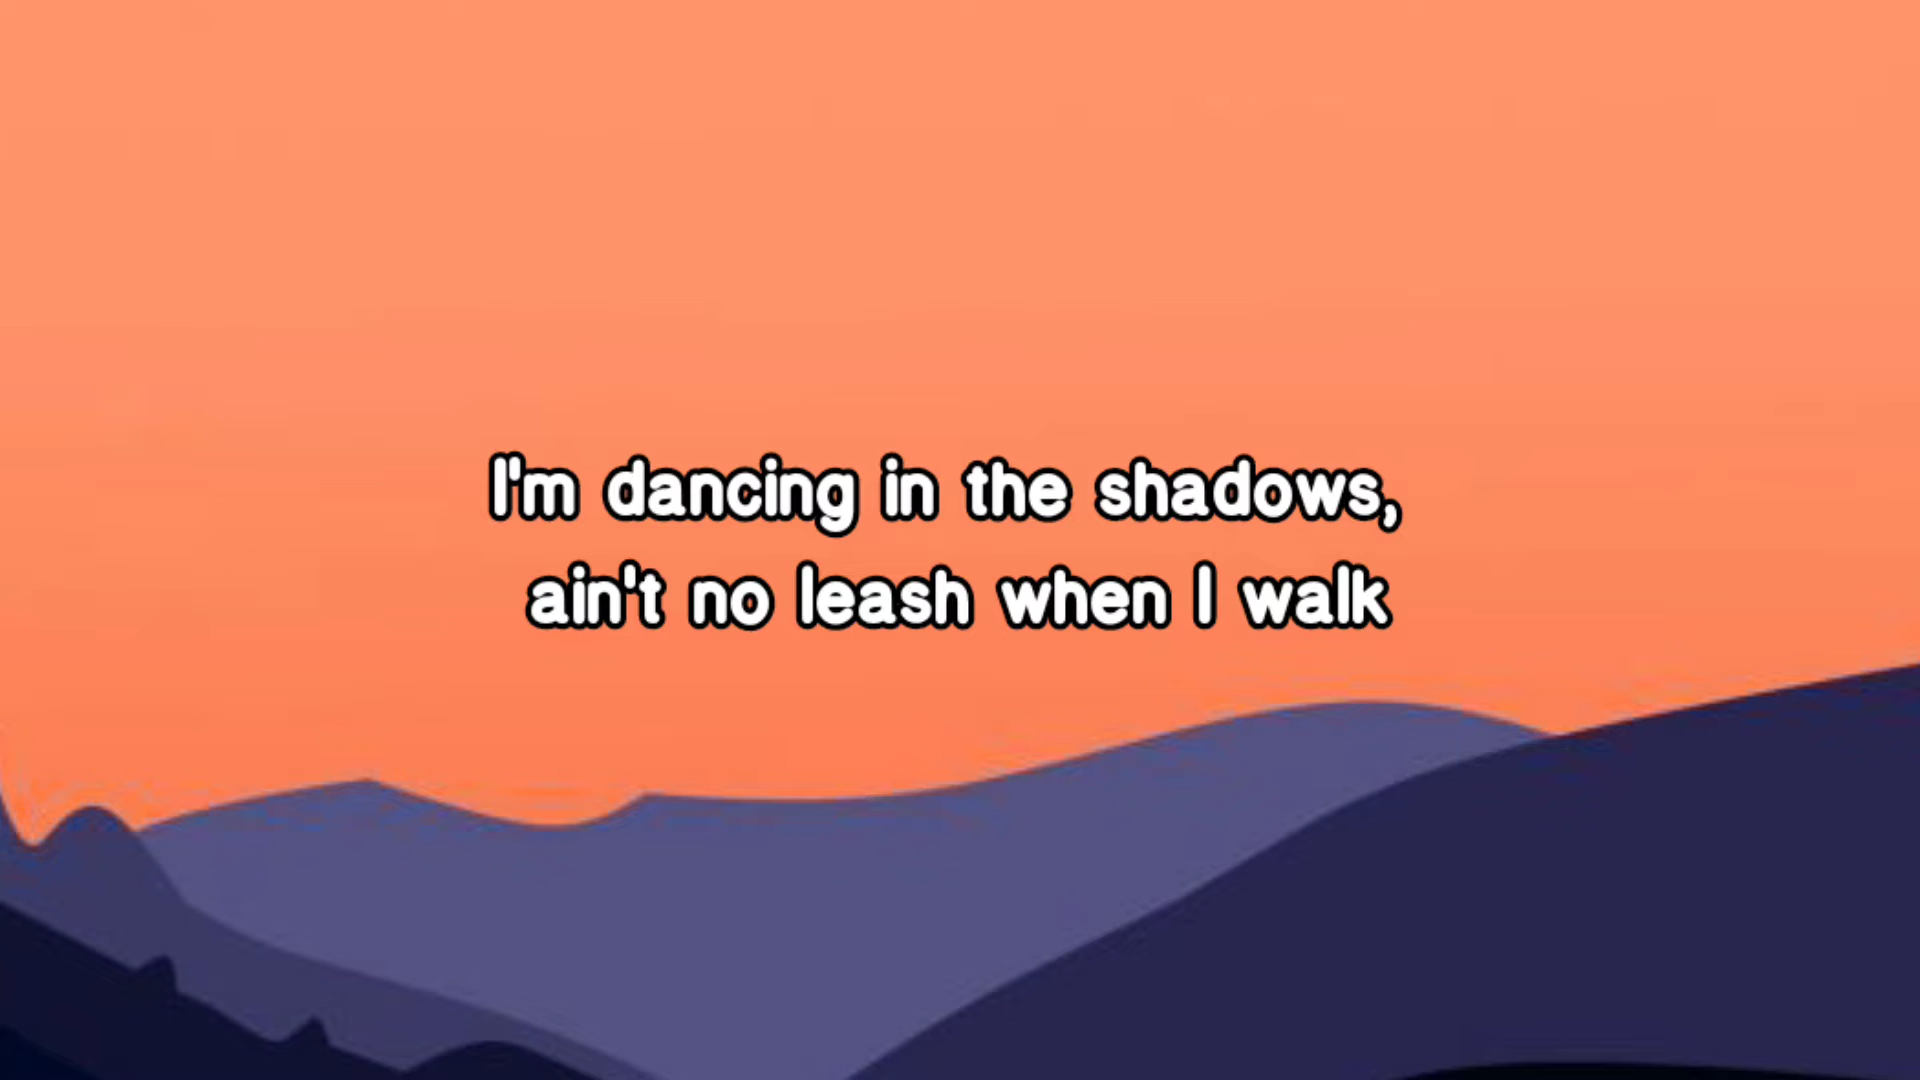 I'm dancing in the shadows,
ain't no leash when I walk